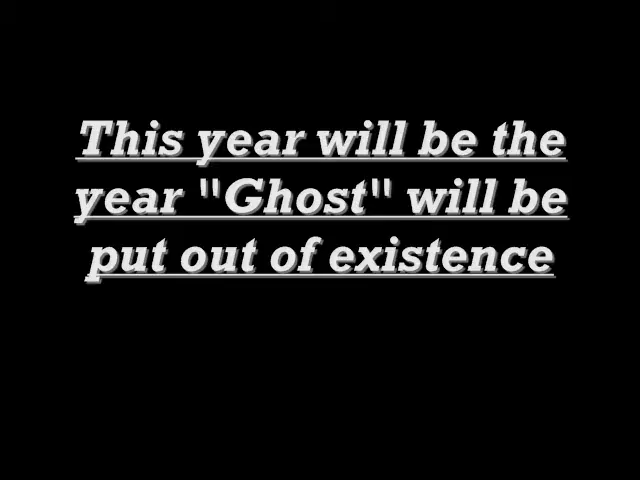 This year will be the
year "Ghost" will be
put out of existence